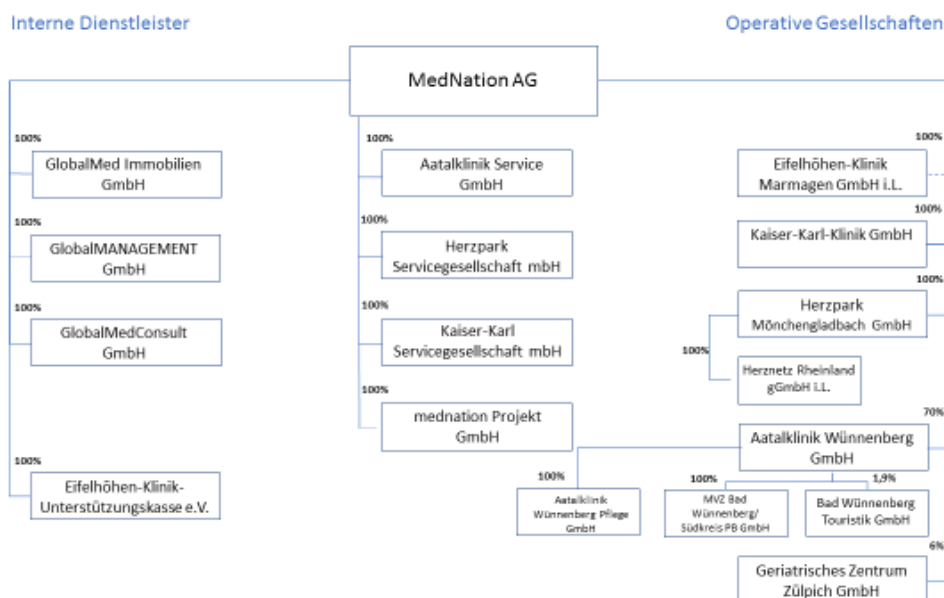 Interne Dienstleister
Operative Gesellschaften
MedNation AG
100%
GlobalMed Immobilien
GmbH
100%
GlobalMANAGEMENT
GmbH
100%
GlobalMedConsult
GmbH
100%
Eifelhöhen-Klinik-
Unterstützungskasse e.V.
100%
Aatalklinik Service
GmbH
100%
Herzpark
Servicegesellschaft mbH
100%
Kaiser-Karl
Servicegesellschaft mbH
100%
mednation Projekt
GmbH
100%
Eifelhöhen-Klinik
Marmagen GmbH i.L.
100%
Kaiser-Karl-Klinik GmbH
100%
Herzpark
Mönchengladbach GmbH
100%
Herznetz Rheinland
gGmbH i.L.
70%
Aatalklinik Wünnenberg
GmbH
100%
Aatalklinik
Wünnenberg Pflege
GmbH
100%
MVZ Bad
Wünnenberg/
Südkreis PB GmbH
1,9%
Bad Wünnenberg
Touristik GmbH
6%
Geriatrisches Zentrum
Zülpich GmbH